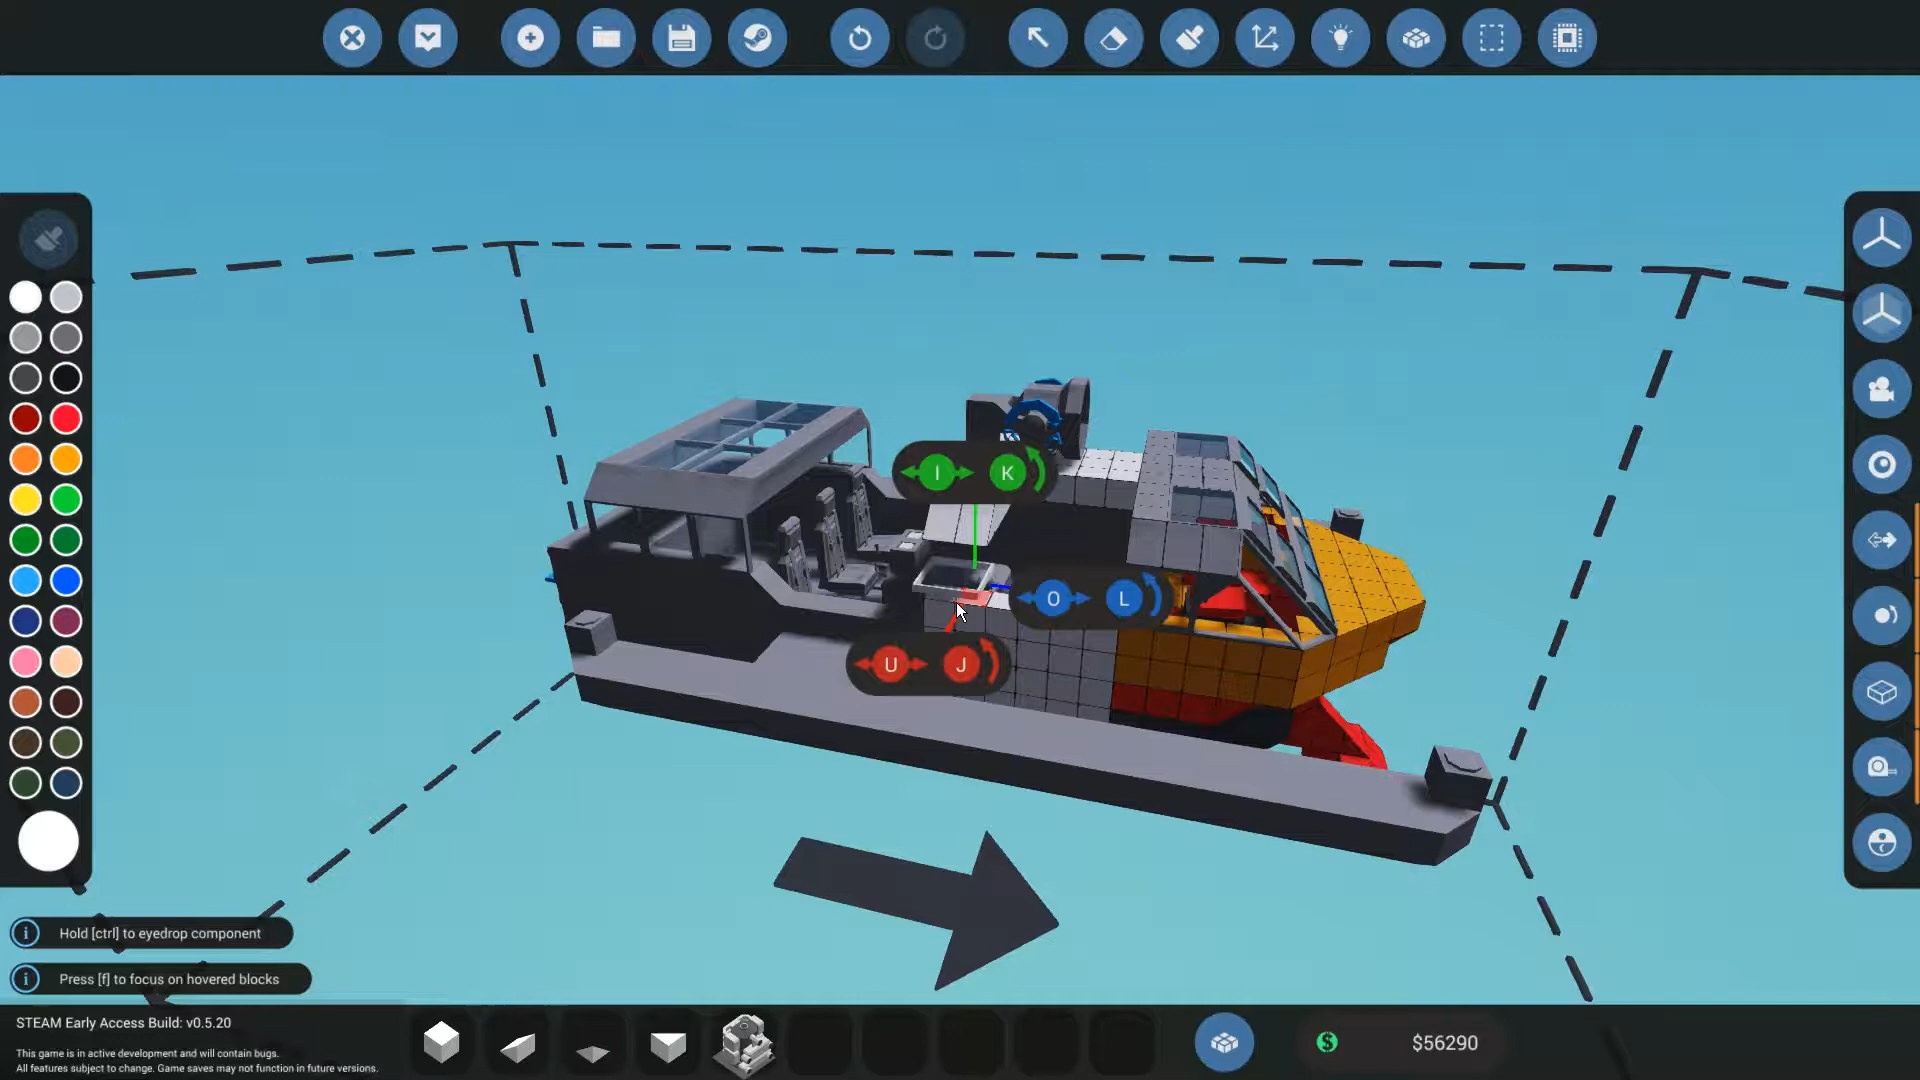 I K
O L
U J
Hold [ctrl] to eyedrop component
Press [f] to focus on hovered blocks
STEAM Early Access Build: v0.5.20
This game is in active development and will contain bugs.
All features subject to change. Game saves may not function in future versions.
$56290